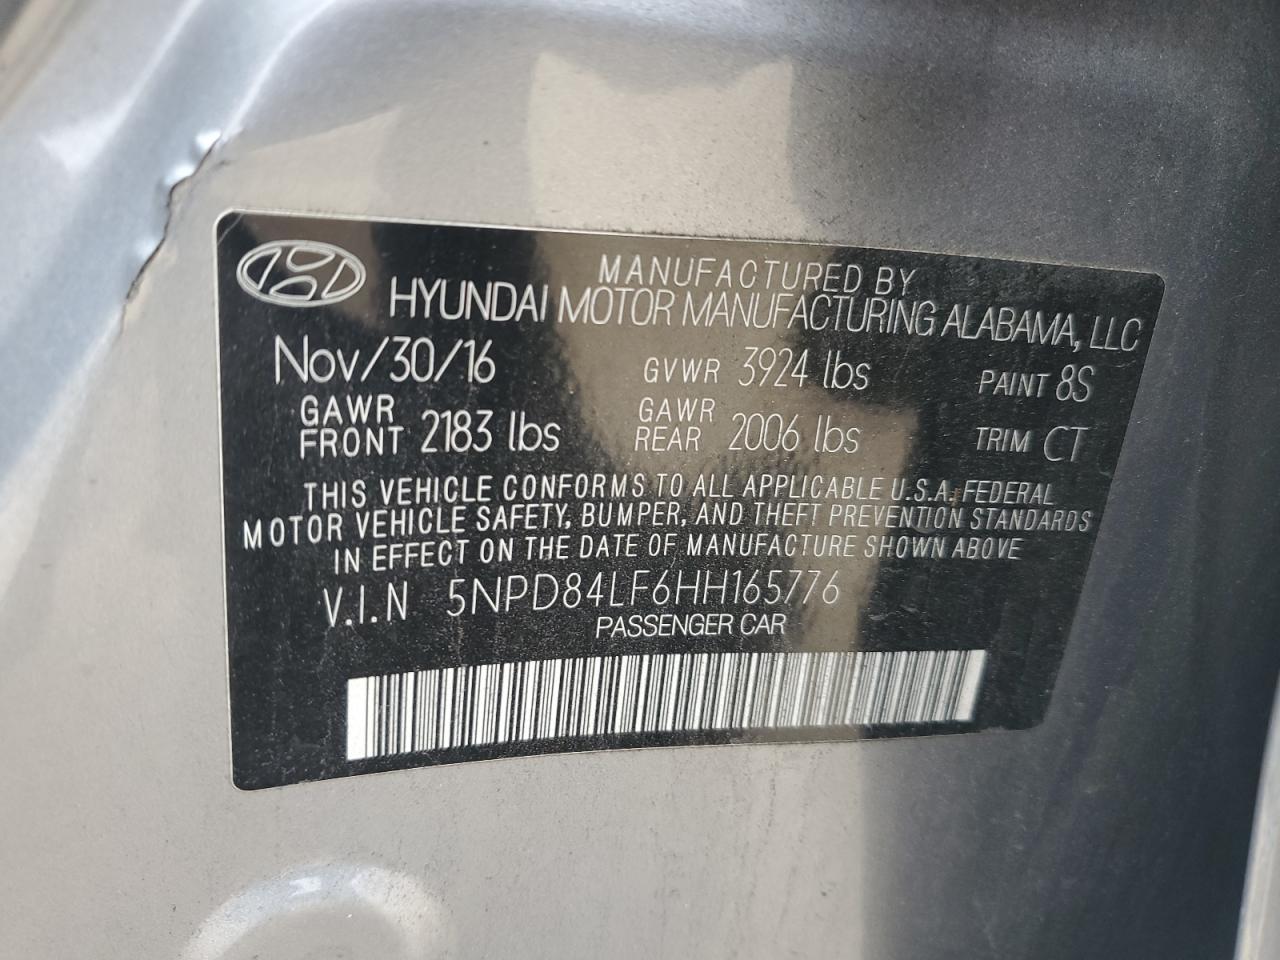 MANUFACTURED BY
HYUNDAI MOTOR MANUFACTURING ALABAMA, LLC
Nov/30/16 GVWR 3924 lbs PAINT 8S
GAWR FRONT 2183 lbs GAWR REAR 2006 lbs TRIM CT
THIS VEHICLE CONFORMS TO ALL APPLICABLE U.S.A. FEDERAL
MOTOR VEHICLE SAFETY, BUMPER, AND THEFT PREVENTION STANDARDS
IN EFFECT ON THE DATE OF MANUFACTURE SHOWN ABOVE
V.I.N 5NPD84LF6HH165776
PASSENGER CAR